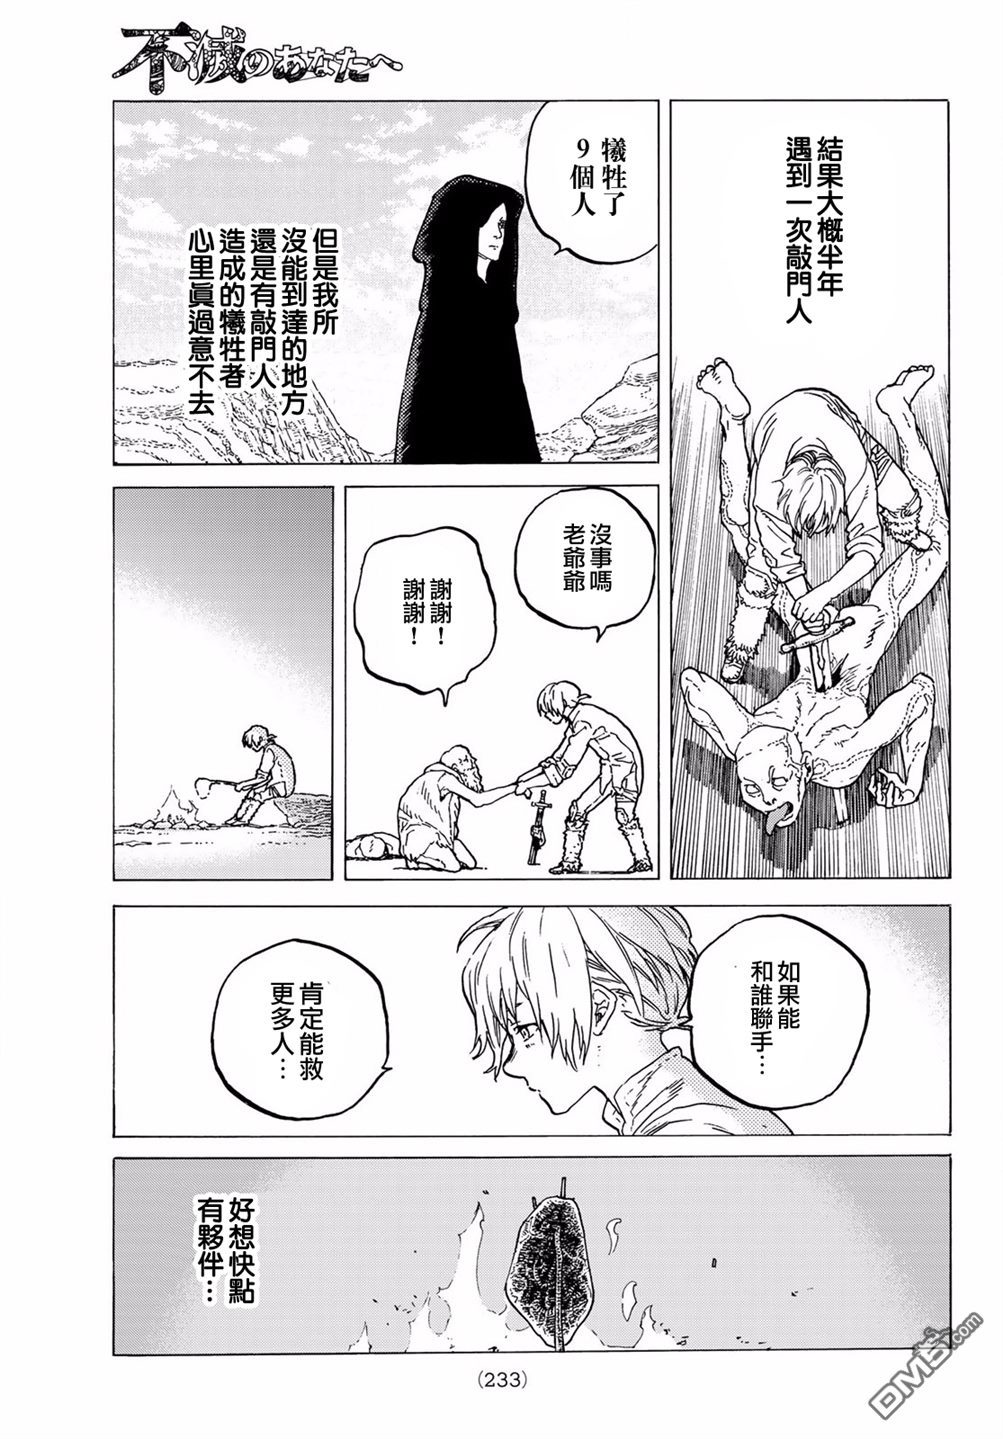 不滅のあなたへ
結果大概半年
遇到一次敲門人
犧牲了
9個人
但是我所
沒能到達的地方
還是有敲門人
造成的犧牲者
心里眞過意不去
沒事嗎
老爺爺
謝謝！
謝謝！
如果能
和誰聯手…
肯定能救
更多人…
好想快點
有夥伴…
(233)
DM5.com